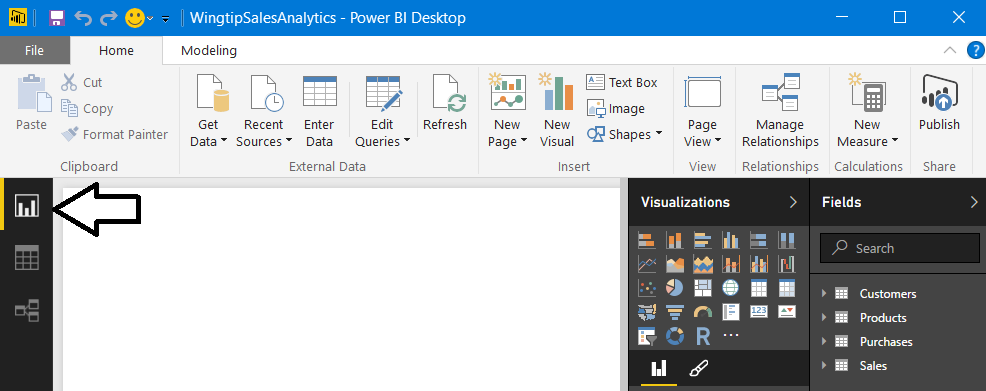 WingtipSalesAnalytics - Power BI Desktop
File Home Modeling
Paste
Cut
Copy
Format Painter
Clipboard
Get Data
Recent Sources
Enter Data
Edit Queries
Refresh
External Data
New Page
New Visual
Text Box
Image
Shapes
Insert
Page View
View
Manage Relationships
Relationships
New Measure
Calculations
Publish
Share
Visualizations
R
123
Fields
Search
Customers
Products
Purchases
Sales